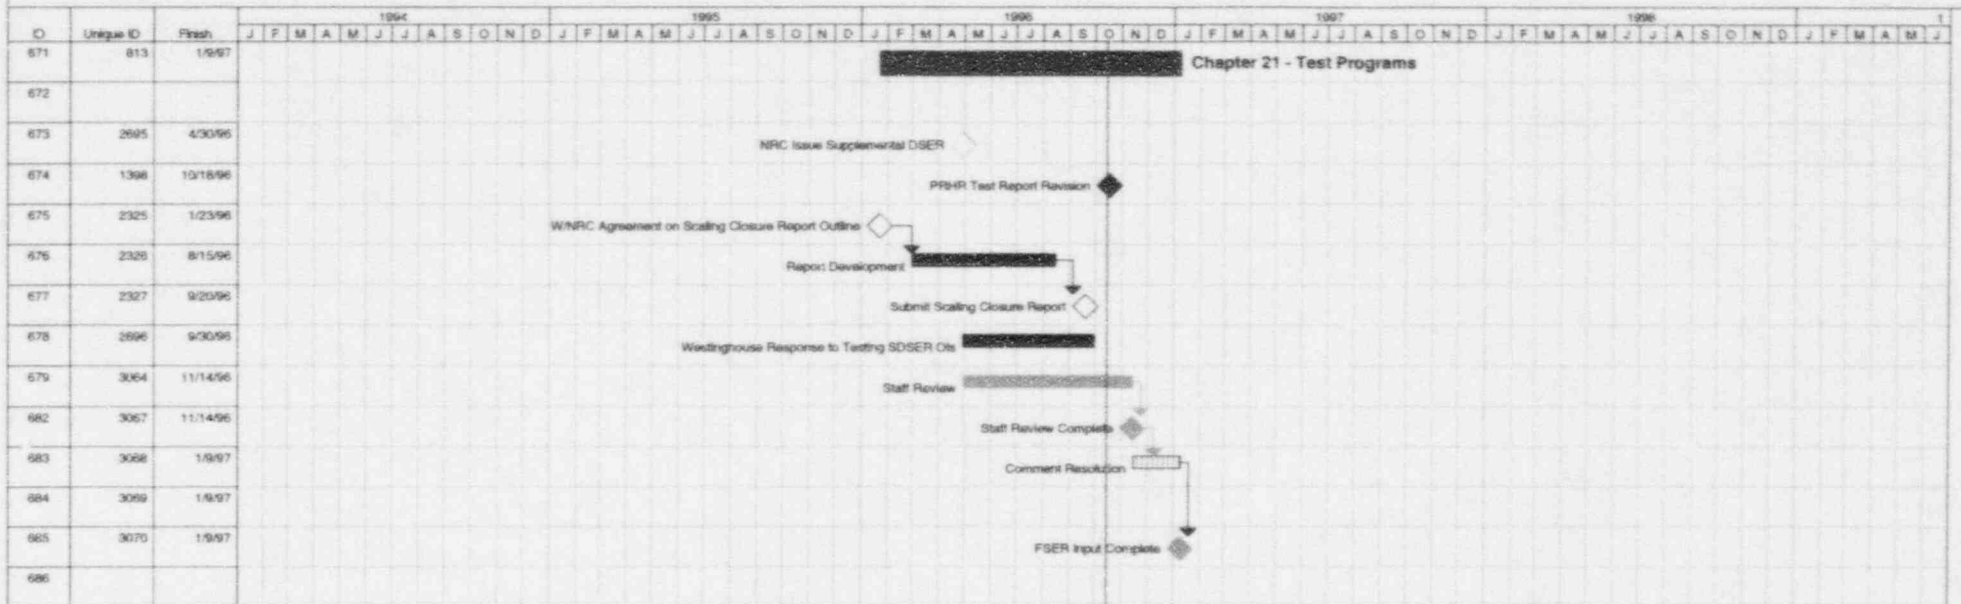 1994 1995 1996 1997 1998 1
ID Unique ID Finish J F M A M J J A S O N D J F M A M J J A S O N D J F M A M J J A S O N D J F M A M J J A S O N D J F M A M J J A S O N D J F M A M J
671 813 1/9/97 Chapter 21 - Test Programs
672
673 2695 4/30/96 NRC Issue Supplemental DSER
674 1398 10/18/96 PRHR Test Report Revision
675 2325 1/23/96 W/NRC Agreement on Scaling Closure Report Outline
676 2326 8/15/96 Report Development
677 2327 9/20/96 Submit Scaling Closure Report
678 2696 9/30/96 Westinghouse Response to Testing SDSER OIs
679 3064 11/14/96 Staff Review
682 3067 11/14/96 Staff Review Complete
683 3068 1/9/97 Comment Resolution
684 3069 1/9/97
685 3070 1/9/97 FSER Input Complete
686